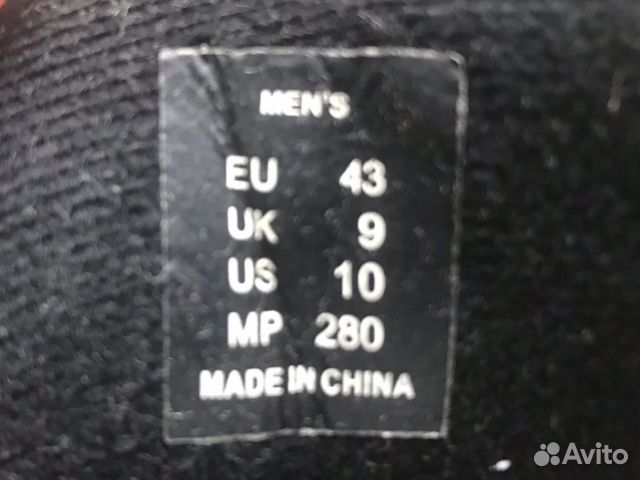 MEN'S
EU 43
UK 9
US 10
MP 280
MADE IN CHINA
Avito